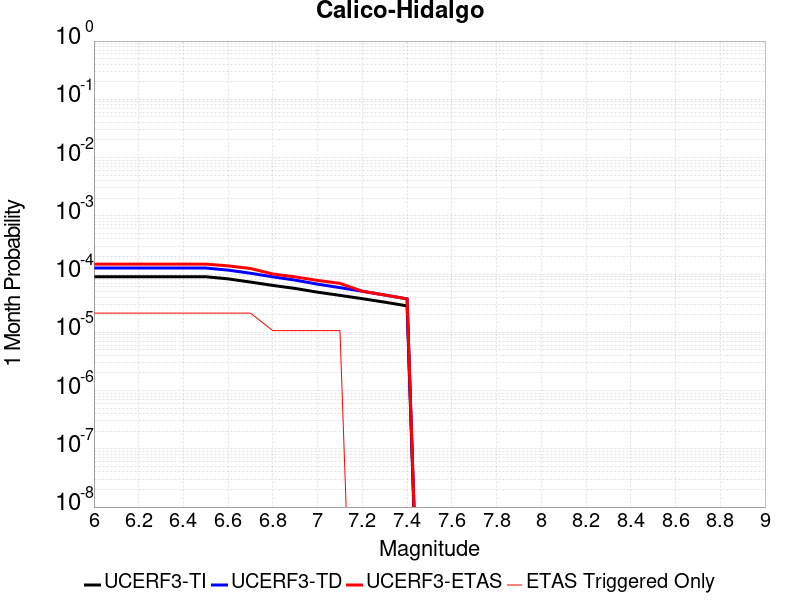 Calico-Hidalgo
10^0
10^-1
10^-2
10^-3
10^-4
10^-5
10^-6
10^-7
10^-8
1 Month Probability
6 6.2 6.4 6.6 6.8 7 7.2 7.4 7.6 7.8 8 8.2 8.4 8.6 8.8 9
Magnitude
UCERF3-TI UCERF3-TD UCERF3-ETAS ETAS Triggered Only